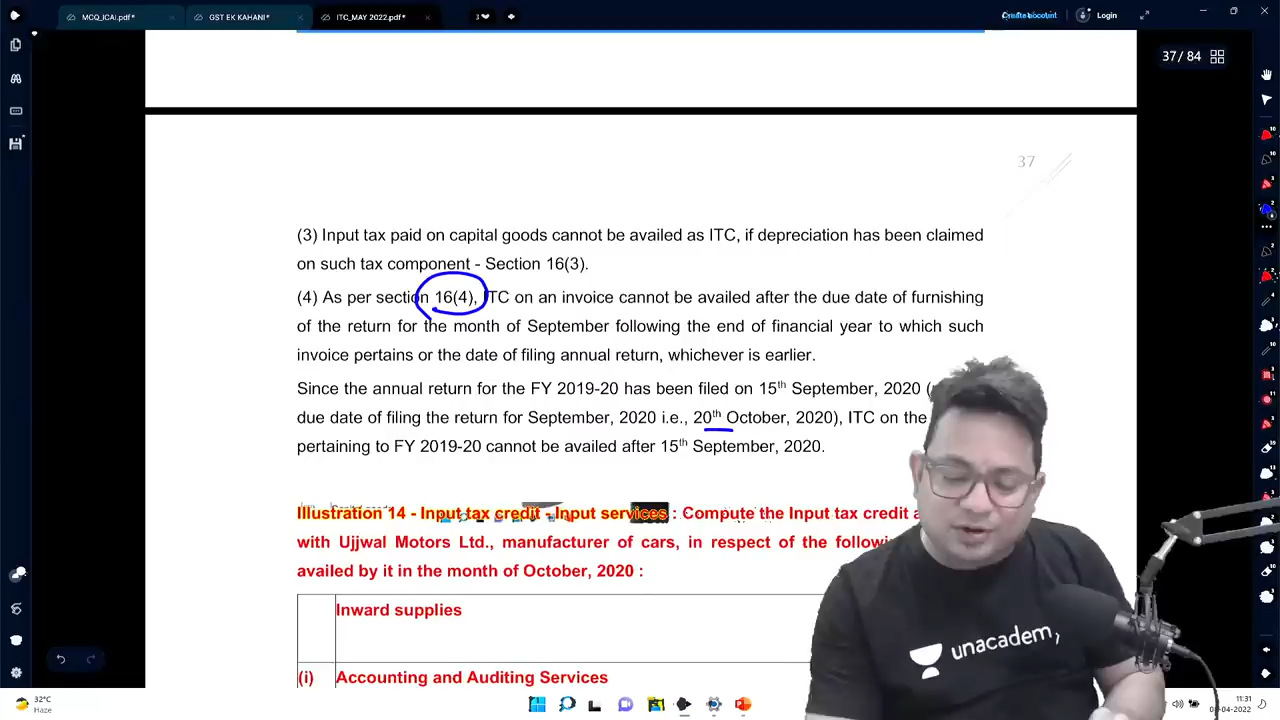 MCQ_ICAI.pdf*
GST EK KAHANI*
ITC_MAY 2022.pdf*
Create account
Login
37/84
37
(3) Input tax paid on capital goods cannot be availed as ITC, if depreciation has been claimed
on such tax component - Section 16(3).
(4) As per section 16(4), ITC on an invoice cannot be availed after the due date of furnishing
of the return for the month of September following the end of financial year to which such
invoice pertains or the date of filing annual return, whichever is earlier.
Since the annual return for the FY 2019-20 has been filed on 15th September, 2020
due date of filing the return for September, 2020 i.e., 20th October, 2020), ITC on the
pertaining to FY 2019-20 cannot be availed after 15th September, 2020.
Illustration 14 - Input tax credit - Input services : Compute the Input tax credit
with Ujjwal Motors Ltd., manufacturer of cars, in respect of the
availed by it in the month of October, 2020 :
Inward supplies
(i) Accounting and Auditing Services
unacademy
32°C
Haze
11:31